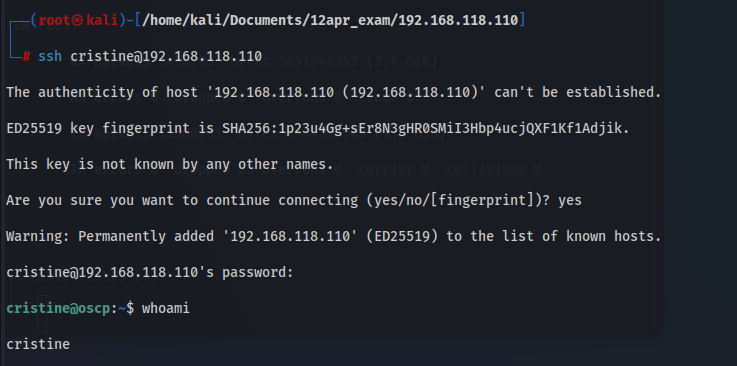 ┌──(root㉿kali)-[/home/kali/Documents/12apr_exam/192.168.118.110]
└─# ssh cristine@192.168.118.110
The authenticity of host '192.168.118.110 (192.168.118.110)' can't be established.
ED25519 key fingerprint is SHA256:1p23u4Gg+sEr8N3gHR0SMiI3Hbp4ucjQXF1Kf1Adjik.
This key is not known by any other names.
Are you sure you want to continue connecting (yes/no/[fingerprint])? yes
Warning: Permanently added '192.168.118.110' (ED25519) to the list of known hosts.
cristine@192.168.118.110's password:
cristine@oscp:~$ whoami
cristine